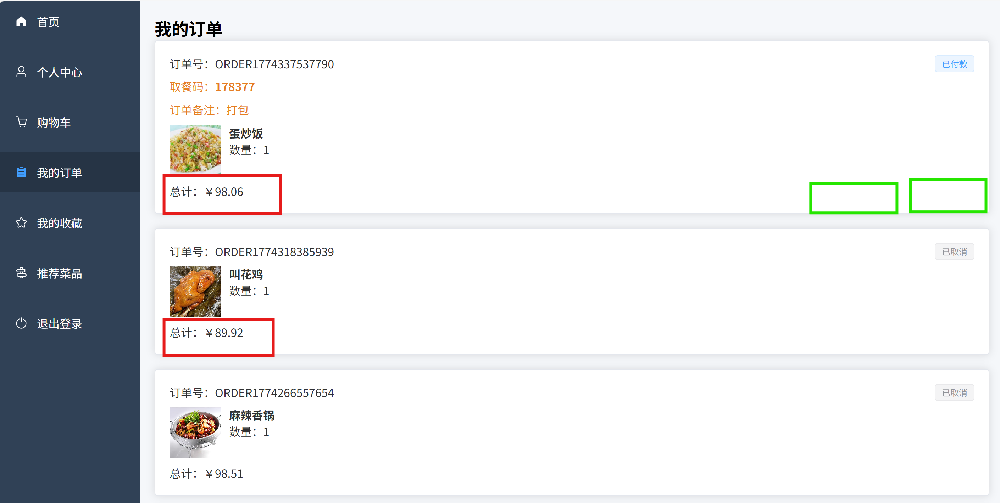 首页
个人中心
购物车
我的订单
我的收藏
推荐菜品
退出登录
我的订单
订单号：ORDER1774337537790
已付款
取餐码：178377
订单备注：打包
蛋炒饭
数量：1
总计：￥98.06
订单号：ORDER1774318385939
已取消
叫花鸡
数量：1
总计：￥89.92
订单号：ORDER1774266557654
已取消
麻辣香锅
数量：1
总计：￥98.51